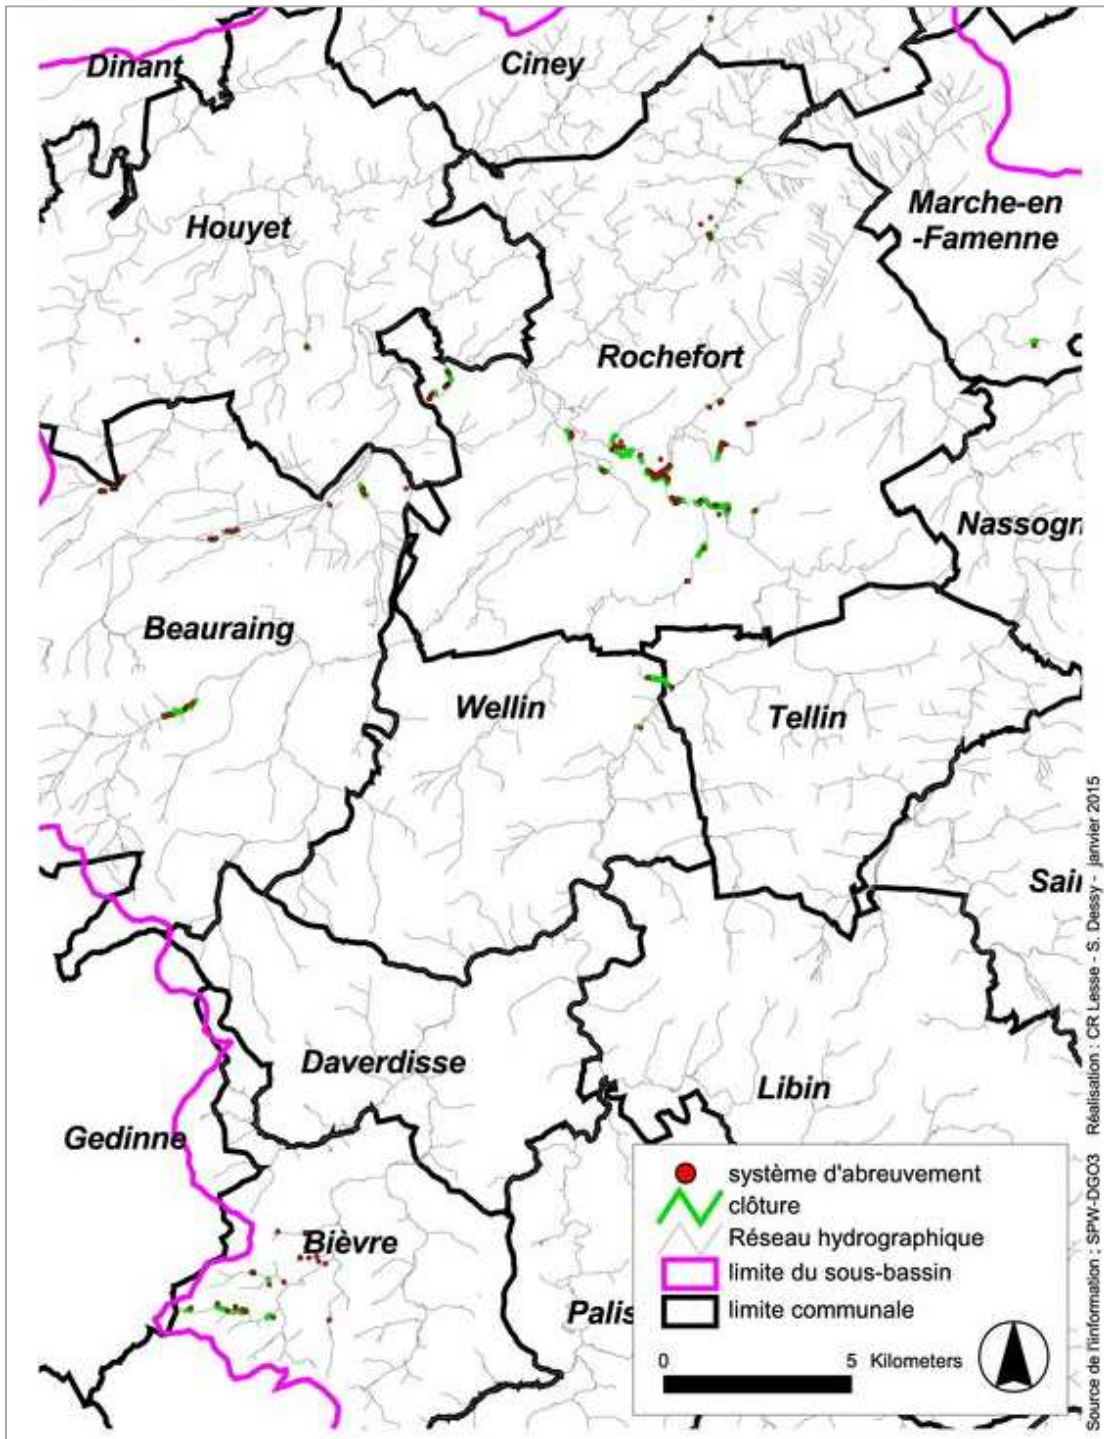 Dinant
Ciney
Houyet
Marche-en
-Famenne
Rochefort
Nassogn
Beauraing
Wellin
Tellin
Sain
Daverdisse
Libin
Gedinne
Bièvre
Palis
système d'abreuvement
clôture
Réseau hydrographique
limite du sous-bassin
limite communale
0 5 Kilometers
Source de l'information : SPW-DGO3 Réalisation : CR Lesse - S. Dessy - janvier 2015